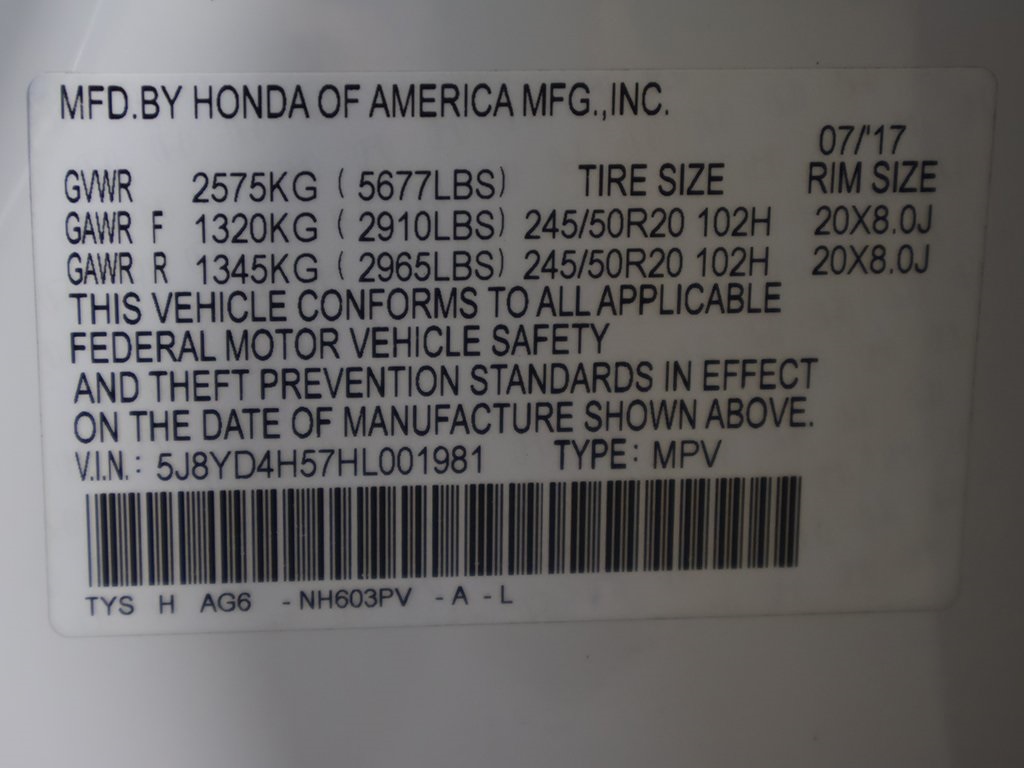 MFD.BY HONDA OF AMERICA MFG.,INC.
07/'17
GVWR 2575KG ( 5677LBS) TIRE SIZE RIM SIZE
GAWR F 1320KG ( 2910LBS) 245/50R20 102H 20X8.0J
GAWR R 1345KG ( 2965LBS) 245/50R20 102H 20X8.0J
THIS VEHICLE CONFORMS TO ALL APPLICABLE
FEDERAL MOTOR VEHICLE SAFETY
AND THEFT PREVENTION STANDARDS IN EFFECT
ON THE DATE OF MANUFACTURE SHOWN ABOVE.
V.I.N.: 5J8YD4H57HL001981 TYPE: MPV
TYS H AG6 -NH603PV -A -L